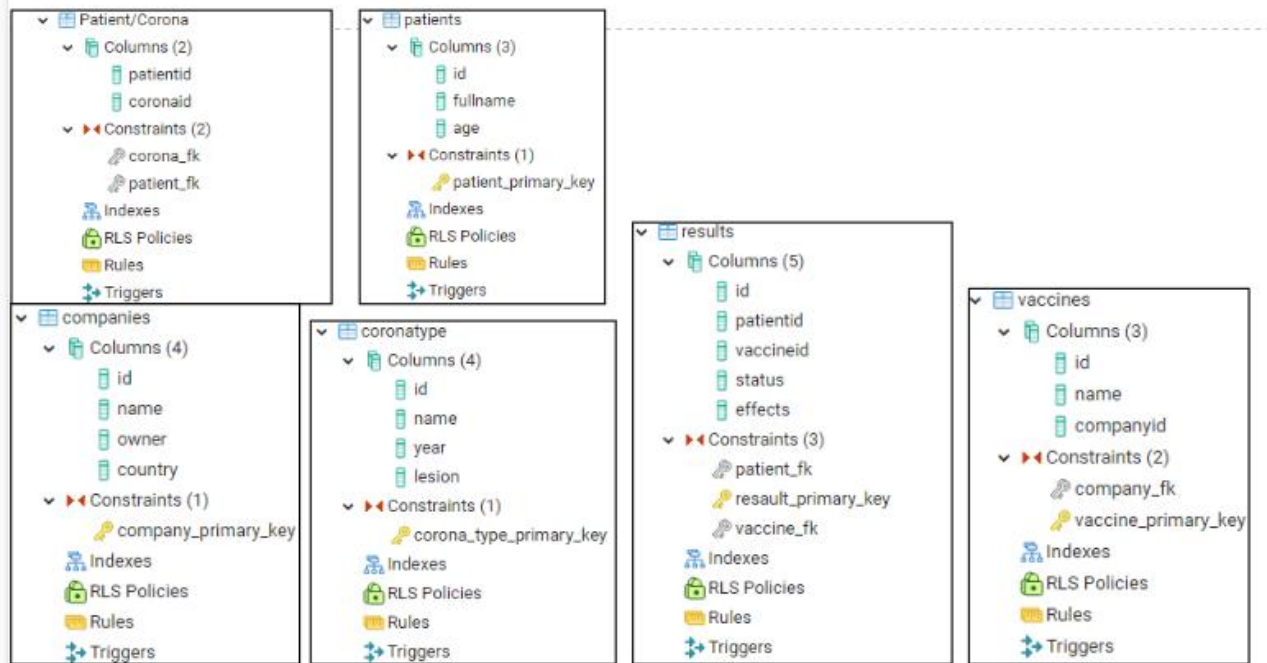 Patient/Corona
Columns (2)
patientid
coronaid
Constraints (2)
corona_fk
patient_fk
Indexes
RLS Policies
Rules
Triggers
patients
Columns (3)
id
fullname
age
Constraints (1)
patient_primary_key
Indexes
RLS Policies
Rules
Triggers
companies
Columns (4)
id
name
owner
country
Constraints (1)
company_primary_key
Indexes
RLS Policies
Rules
Triggers
coronatype
Columns (4)
id
name
year
lesion
Constraints (1)
corona_type_primary_key
Indexes
RLS Policies
Rules
Triggers
results
Columns (5)
id
patientid
vaccineid
status
effects
Constraints (3)
patient_fk
resault_primary_key
vaccine_fk
Indexes
RLS Policies
Rules
Triggers
vaccines
Columns (3)
id
name
companyid
Constraints (2)
company_fk
vaccine_primary_key
Indexes
RLS Policies
Rules
Triggers